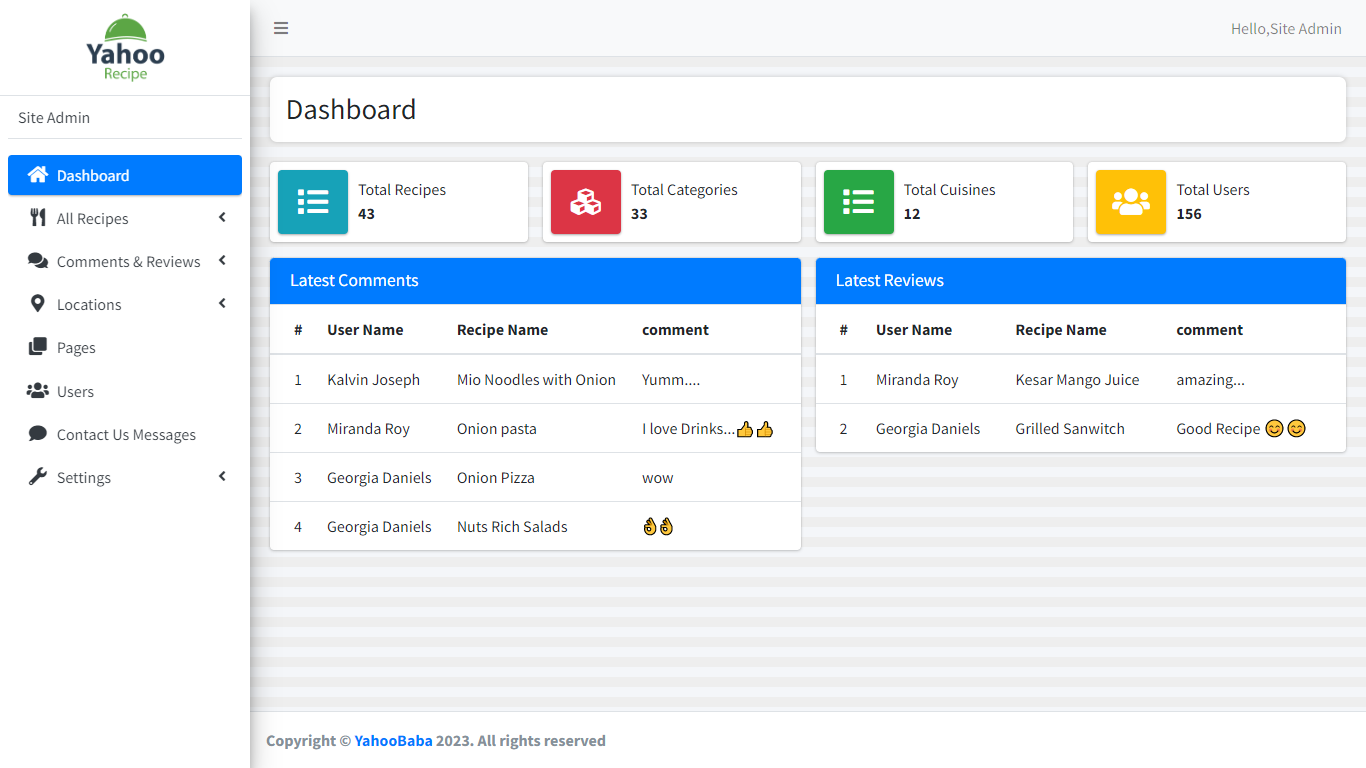 Yahoo
Recipe
Hello,Site Admin
Site Admin
Dashboard
All Recipes
Comments & Reviews
Locations
Pages
Users
Contact Us Messages
Settings
Dashboard
Total Recipes
43
Total Categories
33
Total Cuisines
12
Total Users
156
Latest Comments
# User Name Recipe Name comment
1 Kalvin Joseph Mio Noodles with Onion Yumm....
2 Miranda Roy Onion pasta I love Drinks...👍👍
3 Georgia Daniels Onion Pizza wow
4 Georgia Daniels Nuts Rich Salads 👌👌
Latest Reviews
# User Name Recipe Name comment
1 Miranda Roy Kesar Mango Juice amazing...
2 Georgia Daniels Grilled Sanwitch Good Recipe 😊😊
Copyright © YahooBaba 2023. All rights reserved